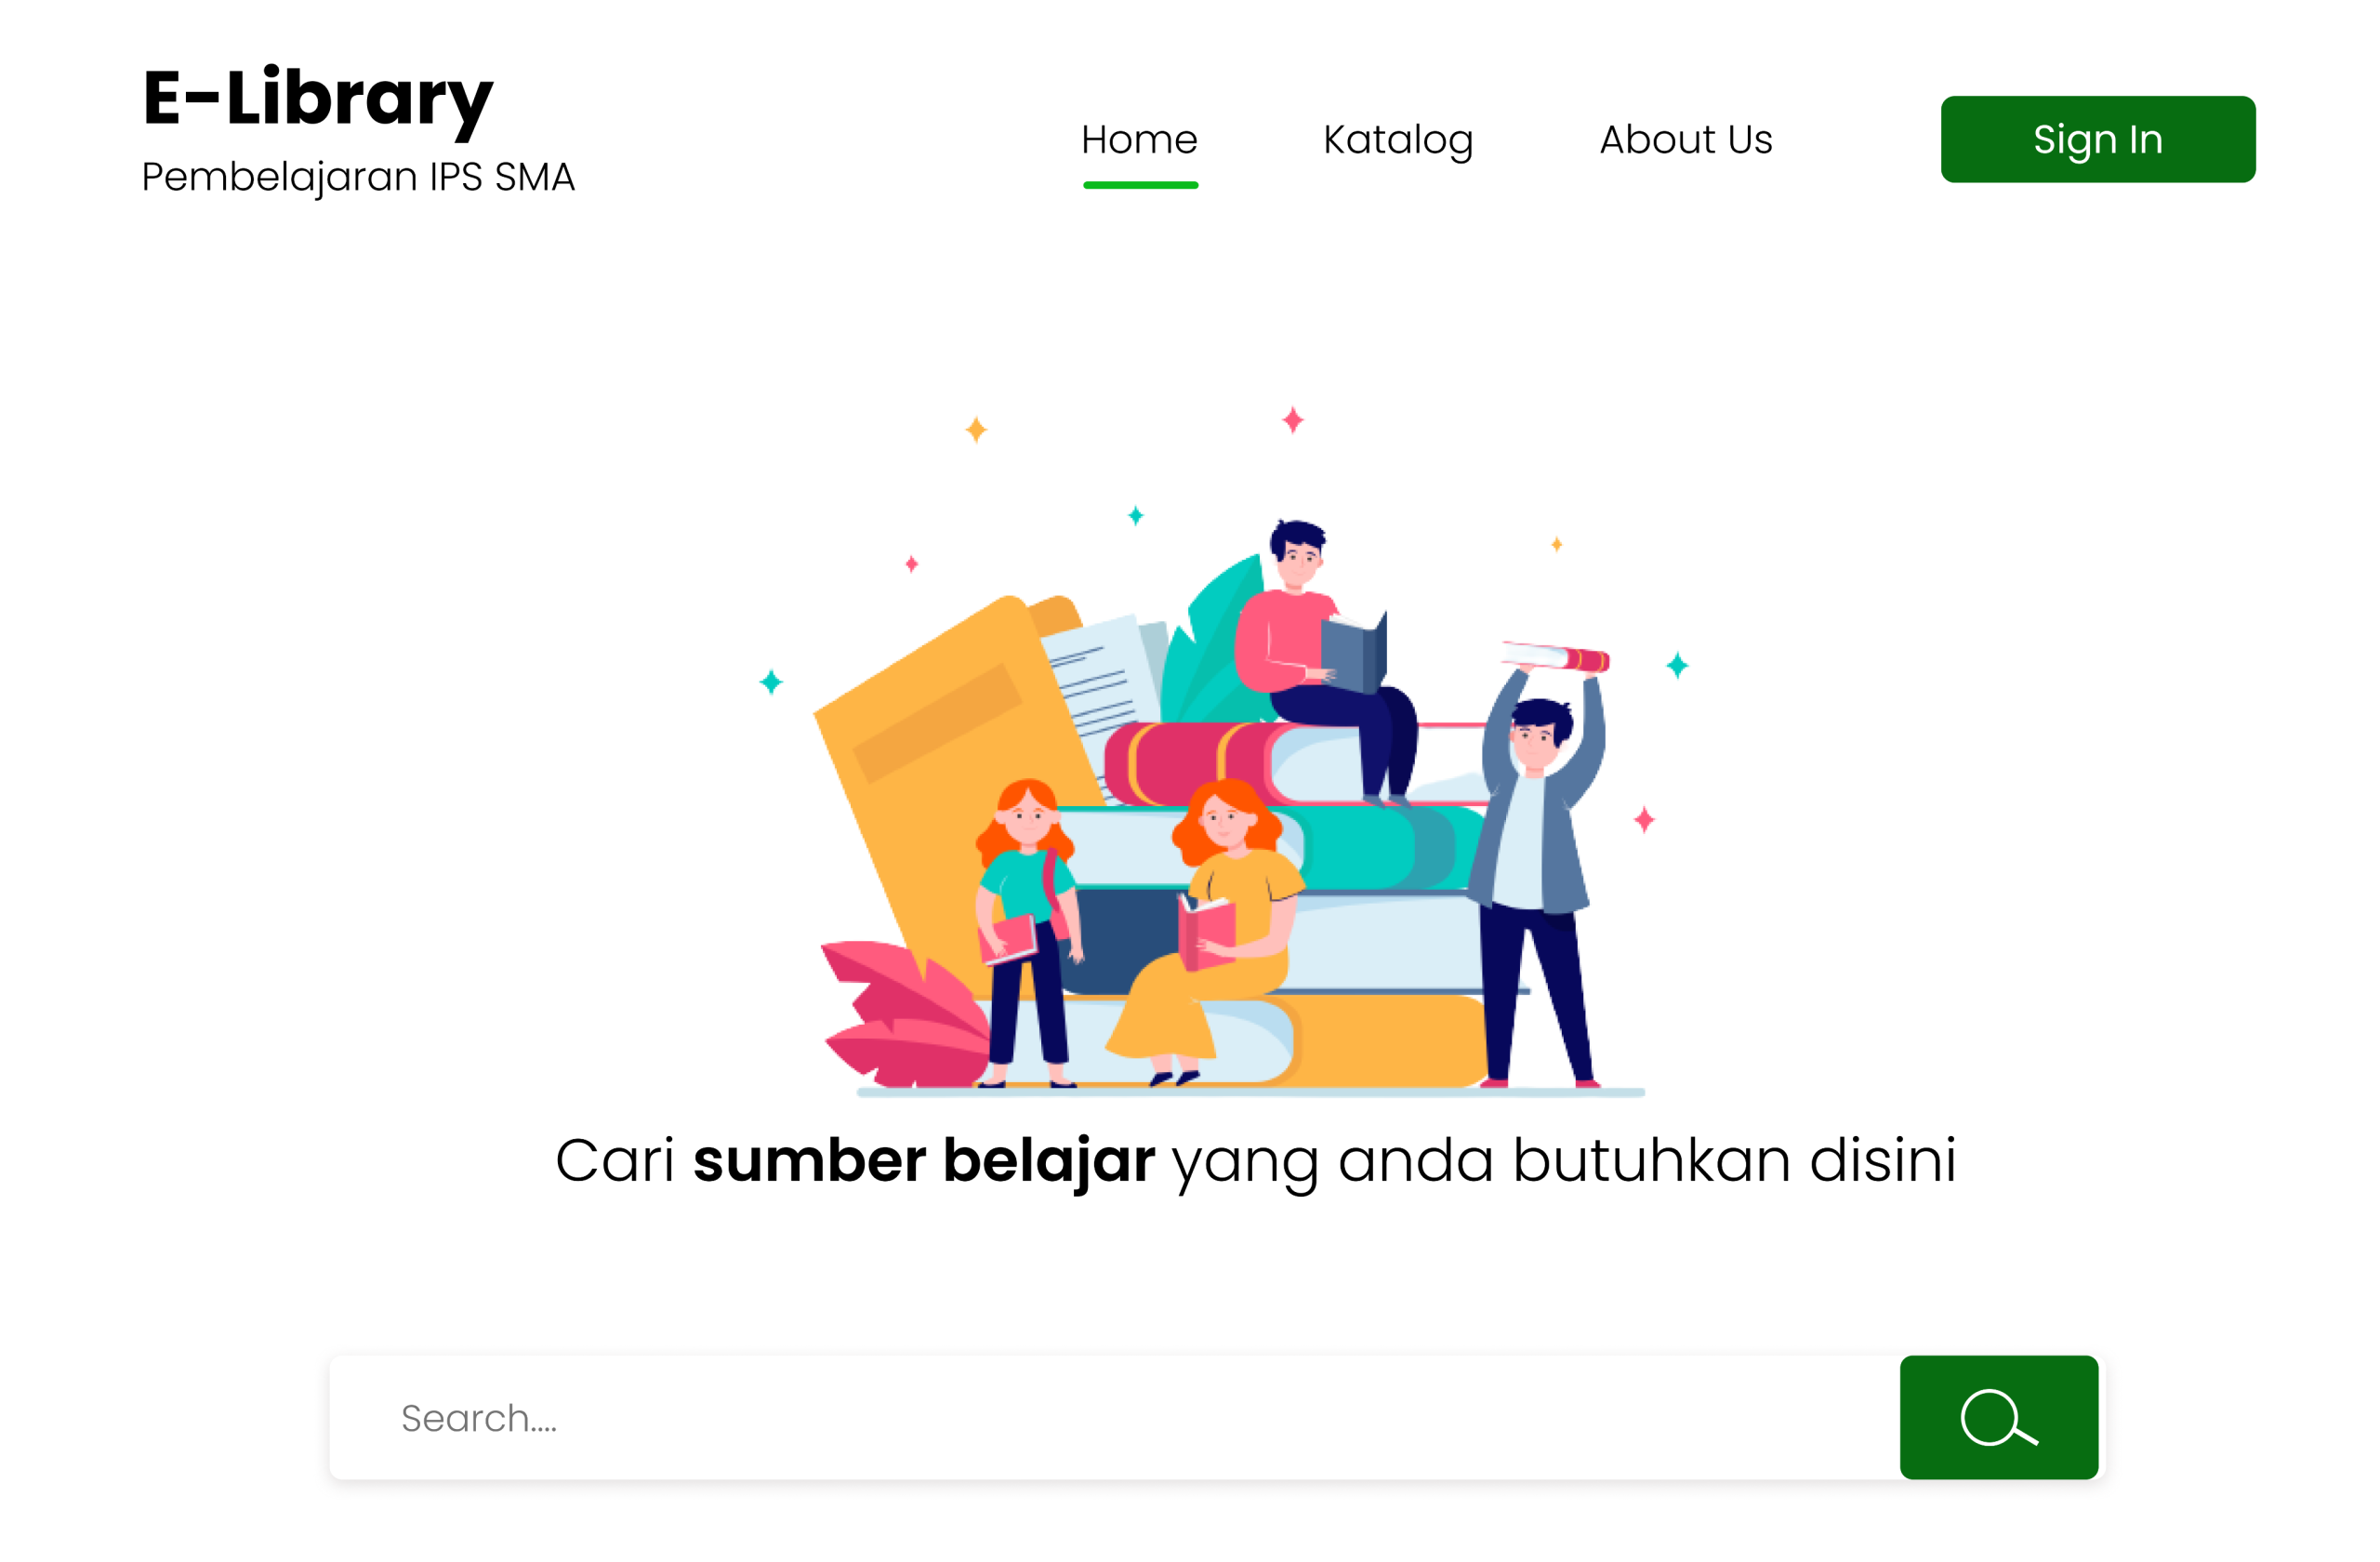 E-Library
Pembelajaran IPS SMA
Home
Katalog
About Us
Sign In
Cari sumber belajar yang anda butuhkan disini
Search....